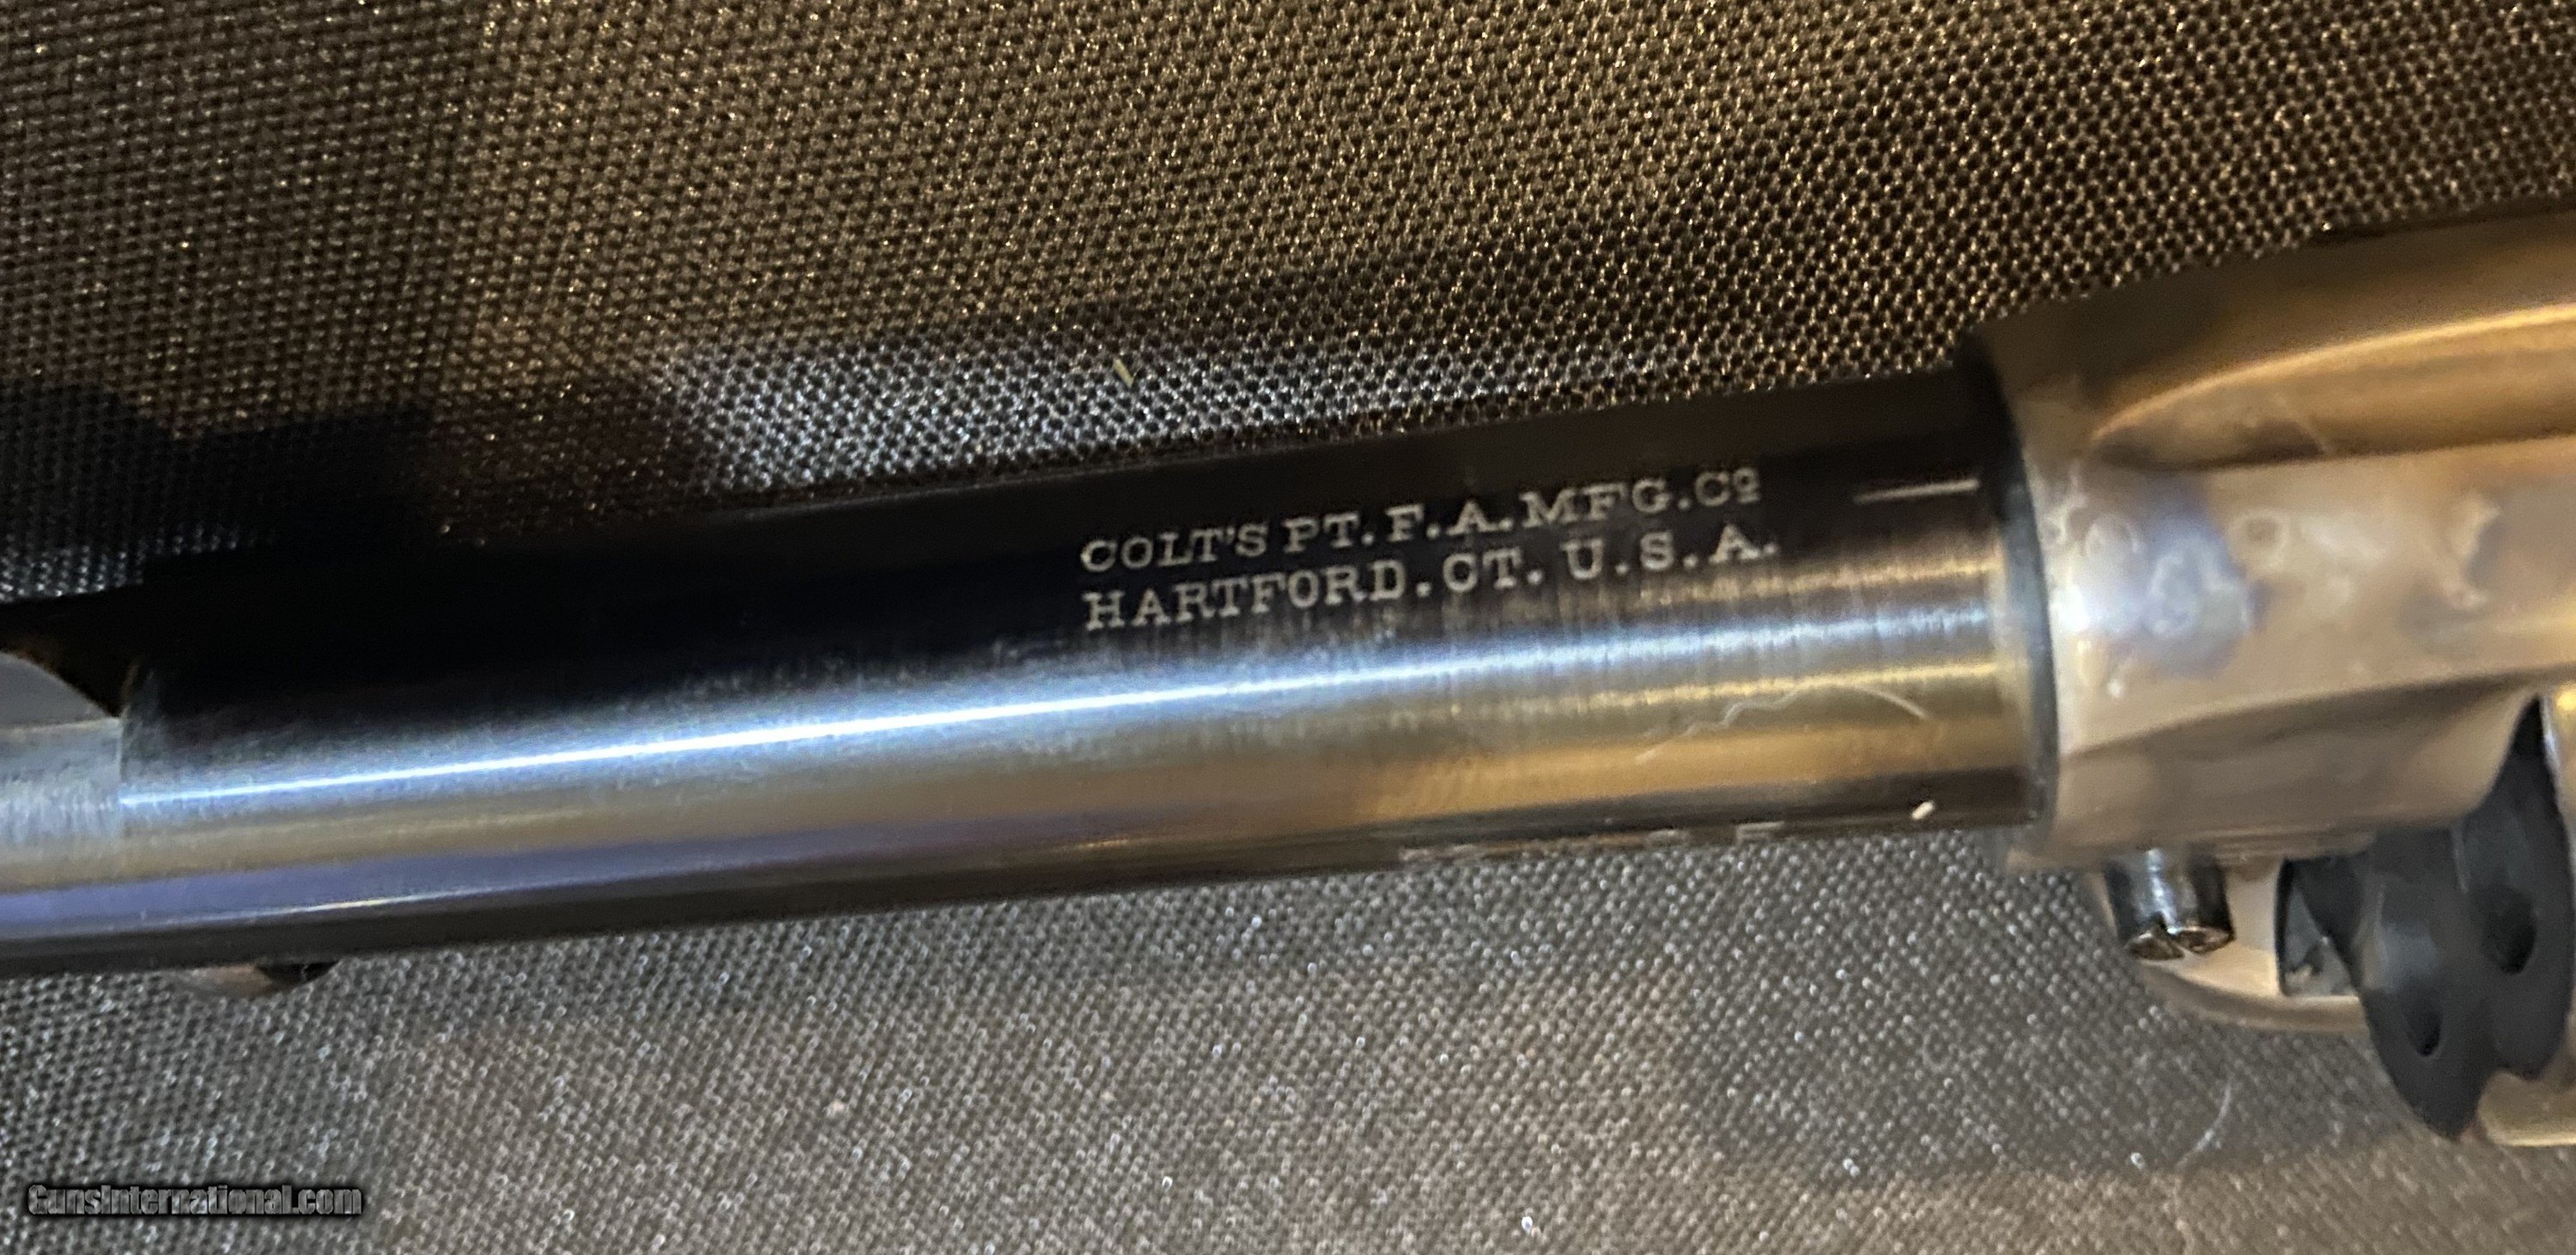 COLT'S PT. F. A. MFG. Cº
HARTFORD. CT. U. S. A.
GunsInternational.com